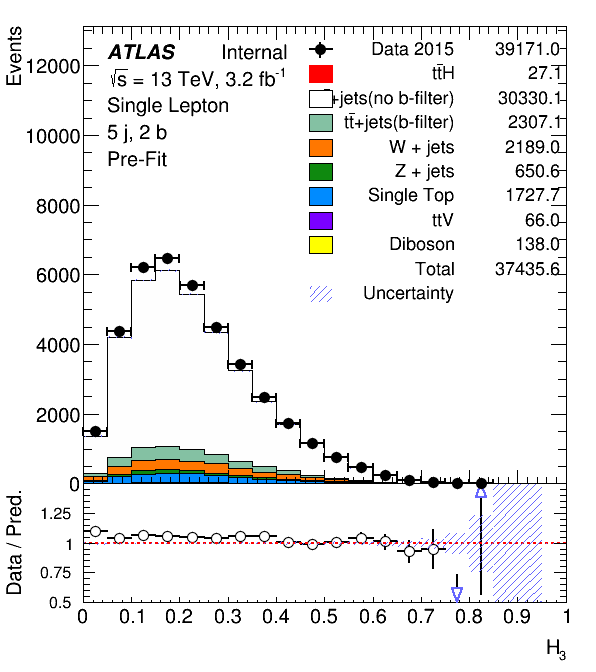 Events
12000
10000
8000
6000
4000
2000
0
ATLAS Internal
√s = 13 TeV, 3.2 fb⁻¹
Single Lepton
5 j, 2 b
Pre-Fit
Data 2015 39171.0
tt̄H 27.1
+jets(no b-filter) 30330.1
tt̄+jets(b-filter) 2307.1
W + jets 2189.0
Z + jets 650.6
Single Top 1727.7
ttV 66.0
Diboson 138.0
Total 37435.6
Uncertainty
Data / Pred.
1.25
1
0.75
0.5
0 0.1 0.2 0.3 0.4 0.5 0.6 0.7 0.8 0.9 1
H₃